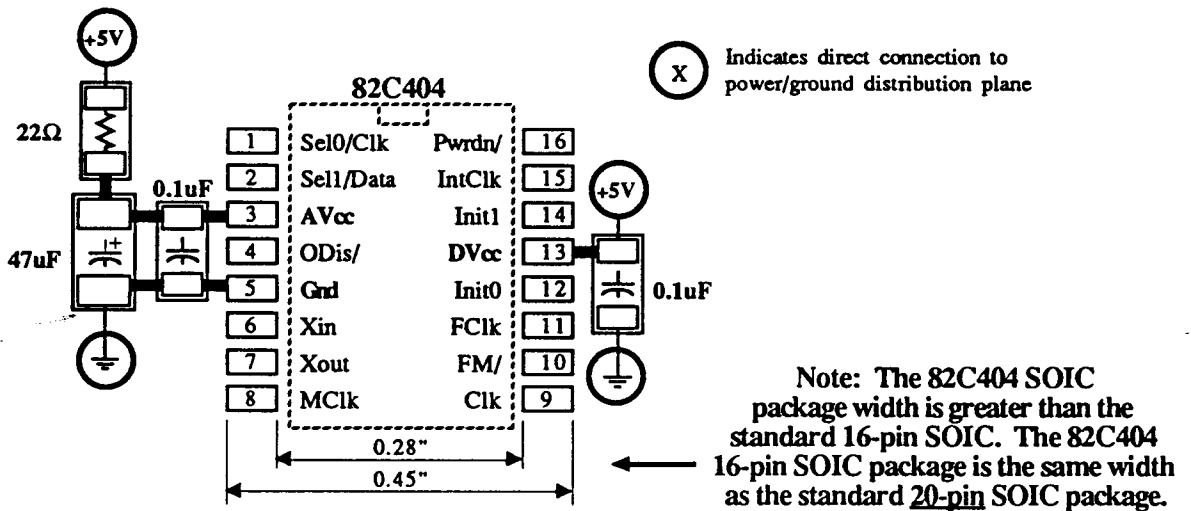 +5V
22Ω
0.1uF
47uF
82C404
1 Sel0/Clk Pwrdn/ 16
2 Sel1/Data IntClk 15
3 AVcc Init1 14
4 ODis/ DVcc 13
5 Gnd Init0 12
6 Xin FClk 11
7 Xout FM/ 10
8 MClk Clk 9
+5V
0.1uF
0.28"
0.45"
X
Indicates direct connection to
power/ground distribution plane
Note: The 82C404 SOIC
package width is greater than the
standard 16-pin SOIC. The 82C404
16-pin SOIC package is the same width
as the standard 20-pin SOIC package.